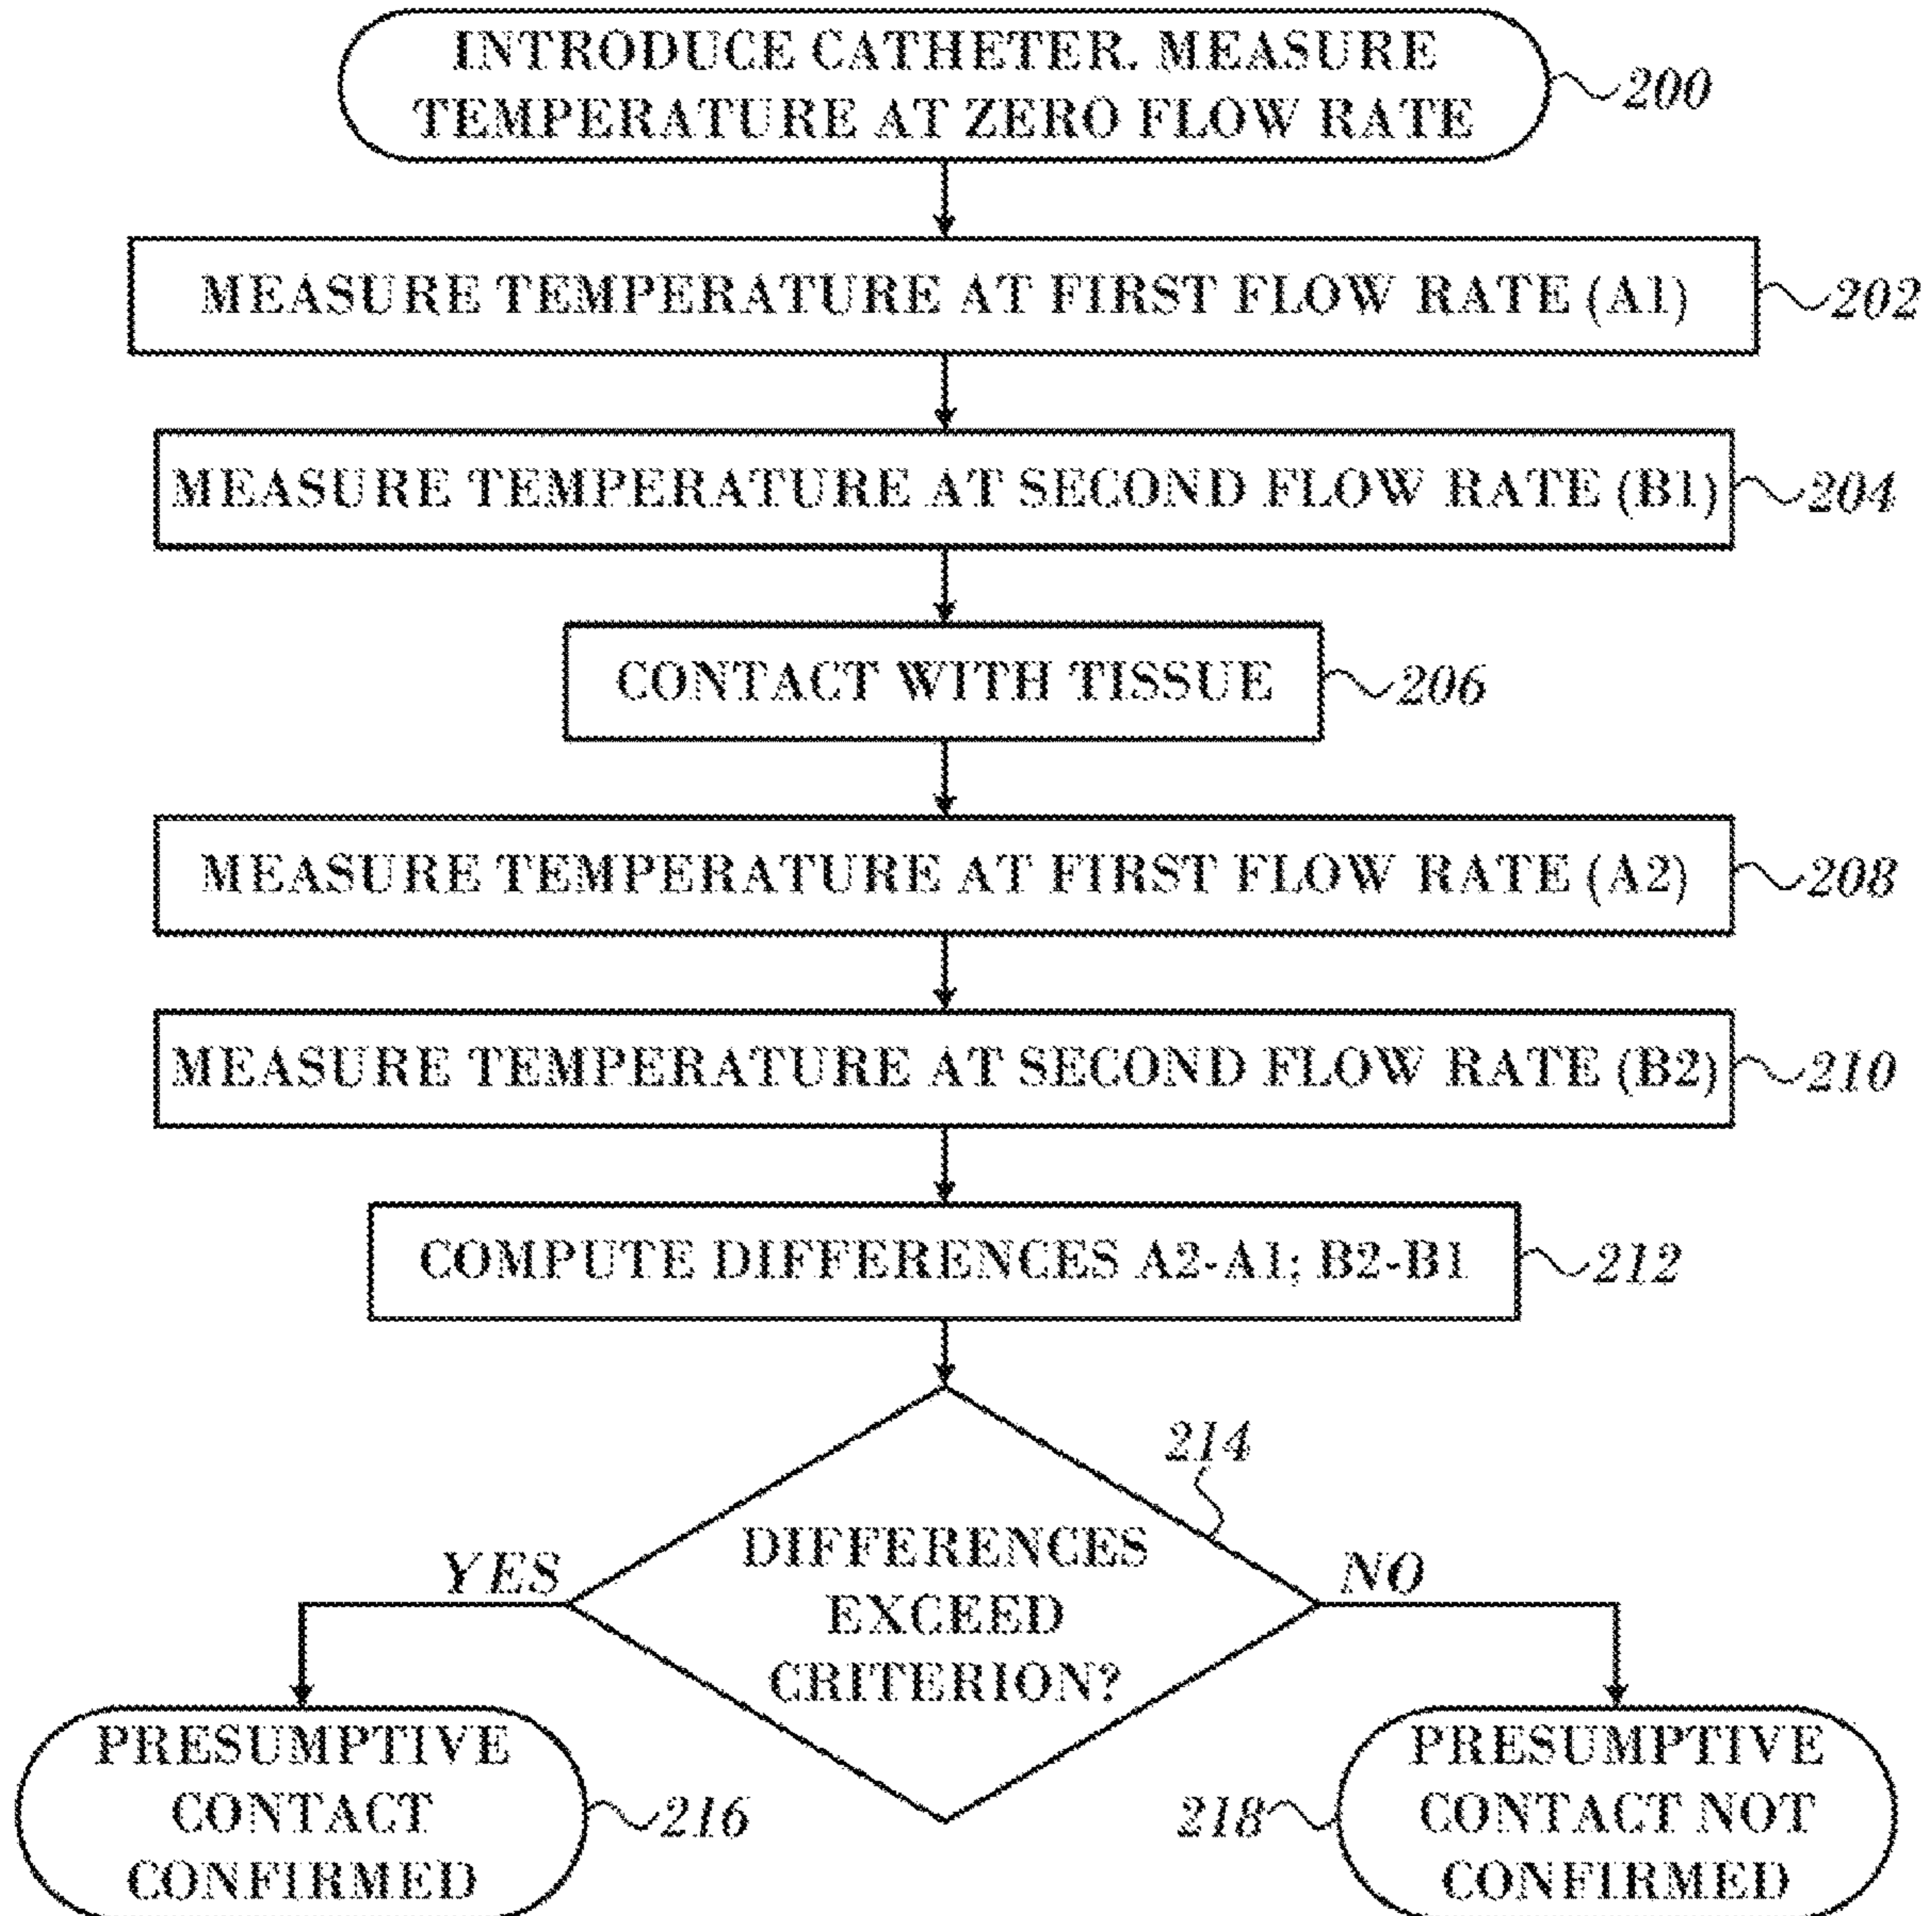 INTRODUCE CATHETER. MEASURE
TEMPERATURE AT ZERO FLOW RATE
200
MEASURE TEMPERATURE AT FIRST FLOW RATE (A1)
202
MEASURE TEMPERATURE AT SECOND FLOW RATE (B1)
204
CONTACT WITH TISSUE
206
MEASURE TEMPERATURE AT FIRST FLOW RATE (A2)
208
MEASURE TEMPERATURE AT SECOND FLOW RATE (B2)
210
COMPUTE DIFFERENCES A2-A1; B2-B1
212
214
DIFFERENCES
EXCEED
CRITERION?
YES
NO
PRESUMPTIVE
CONTACT
CONFIRMED
216
218
PRESUMPTIVE
CONTACT NOT
CONFIRMED